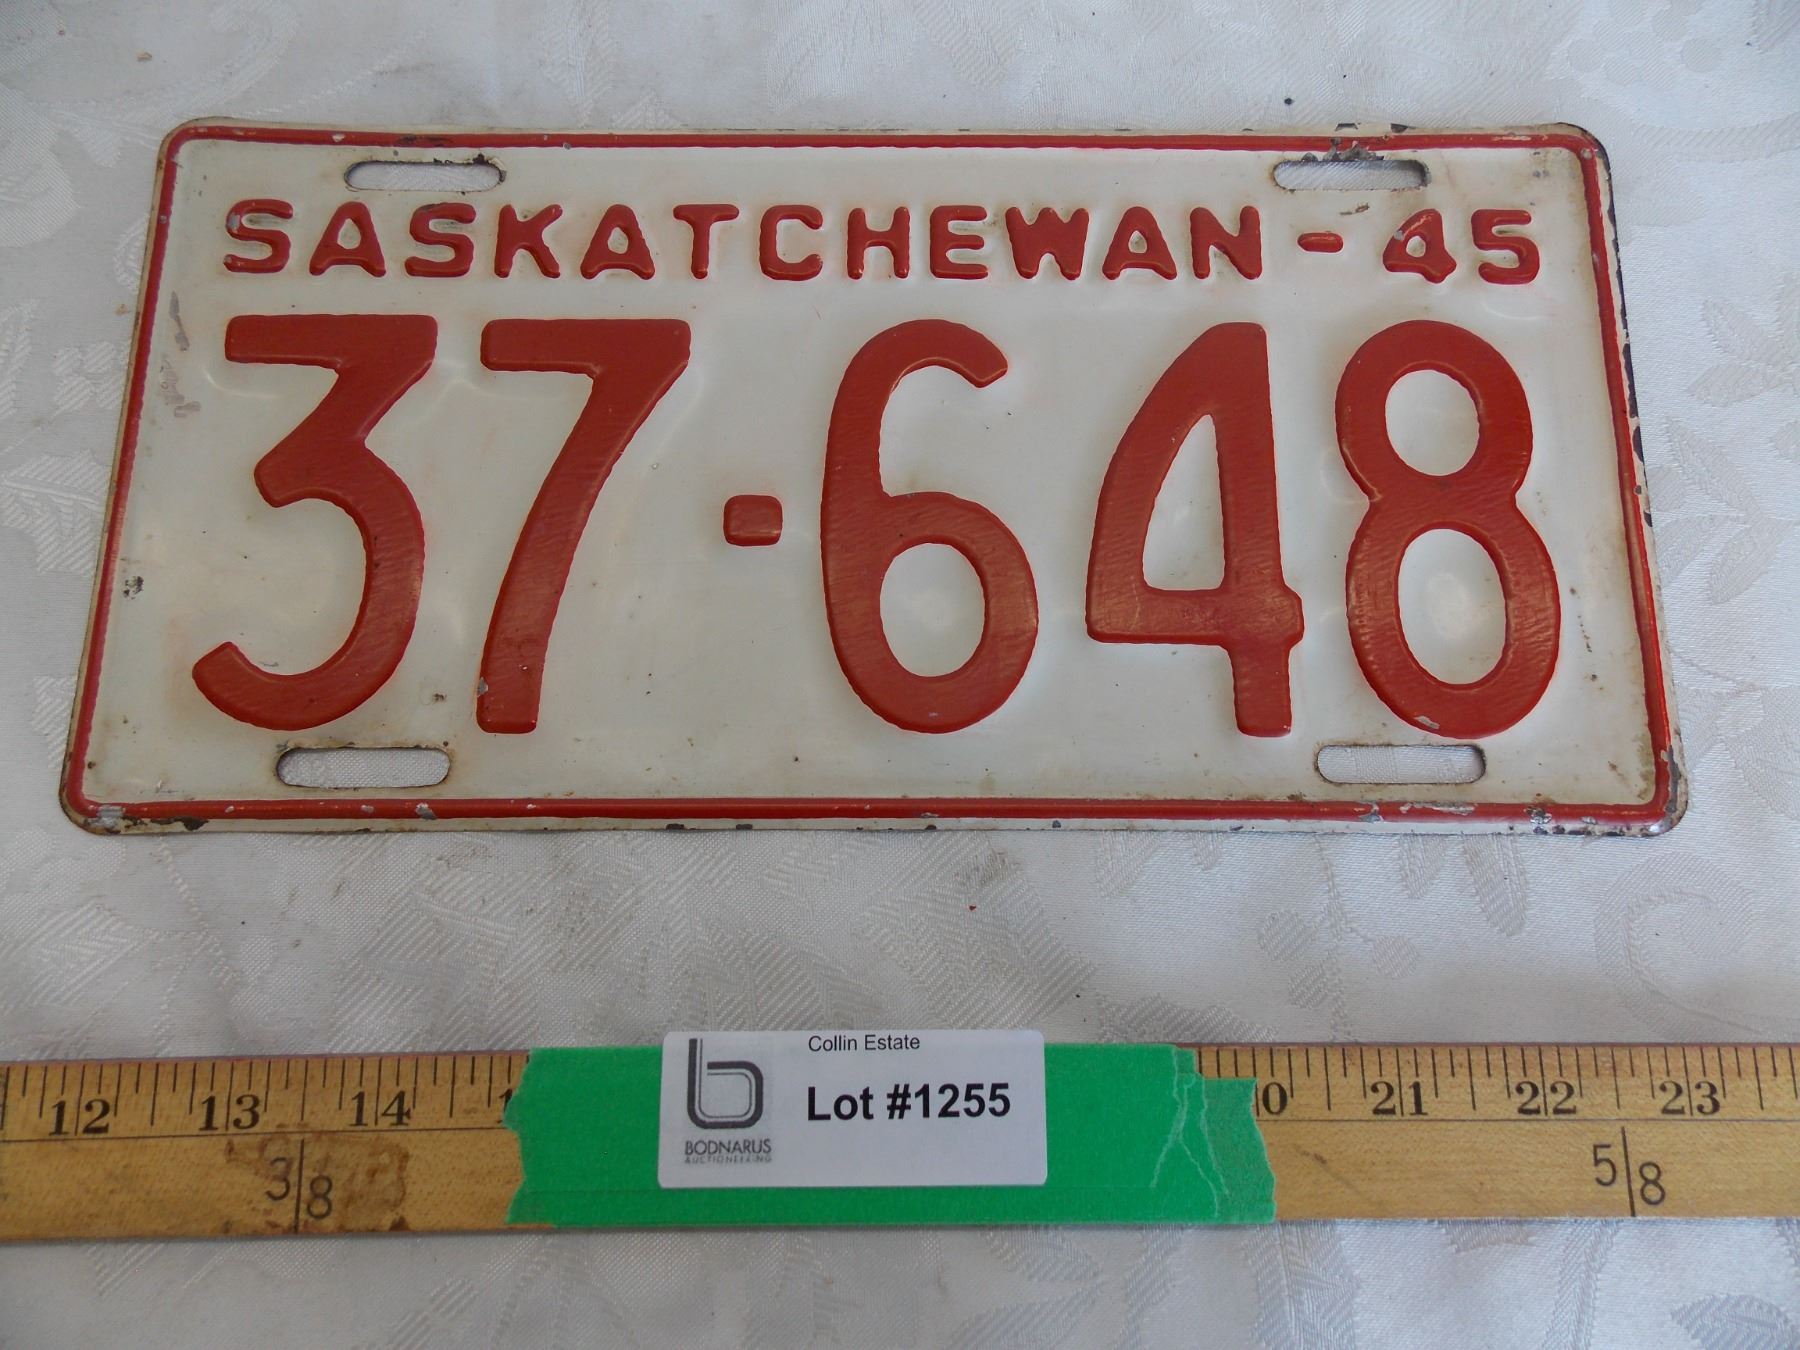 SASKATCHEWAN - 45
37-648
Collin Estate
Lot #1255
BODNARUS
AUCTIONEERING
12 13 14 21 22 23
3/8 5/8